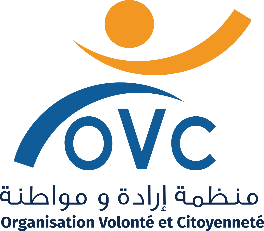 OVC
منظمة إرادة و مواطنة
Organisation Volonté et Citoyenneté